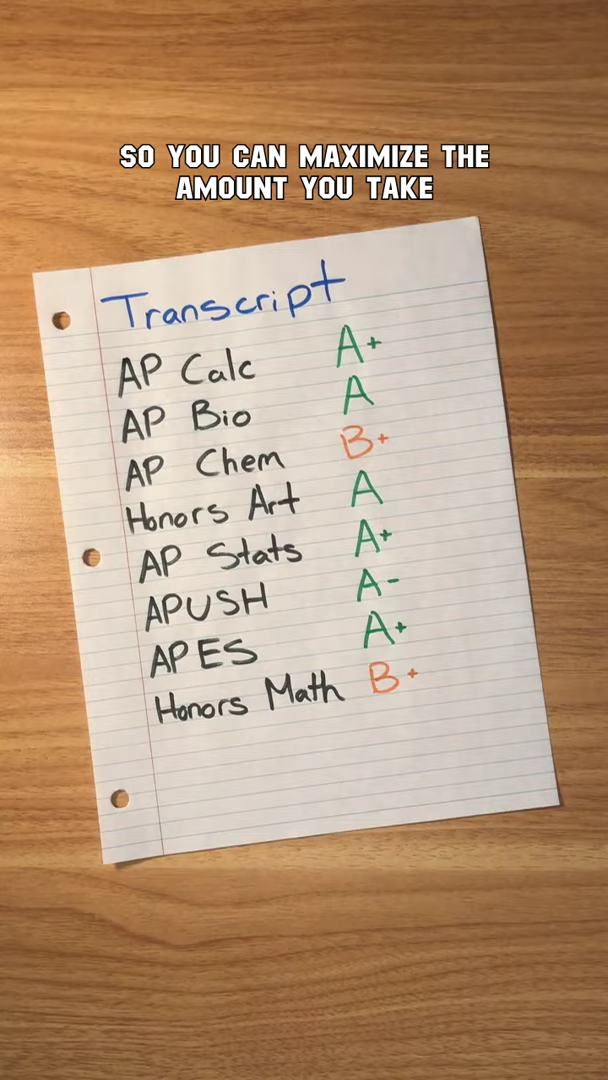 SO YOU CAN MAXIMIZE THE
AMOUNT YOU TAKE
Transcript
AP Calc A+
AP Bio A
AP Chem B+
Honors Art A
AP Stats A+
APUSH A-
APES A+
Honors Math B+